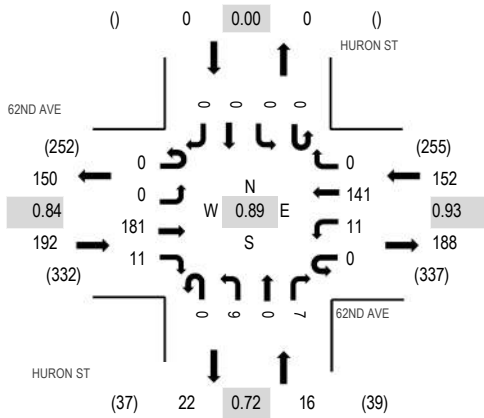 () 0 0.00 0 ()
HURON ST
0 0 0 0
62ND AVE
(252) (255)
150 0 0 152
0 N 141
0.84 W 0.89 E 0.93
181 S 11
192 11 0 188
(332) (337)
0 9 0 7
62ND AVE
HURON ST
(37) 22 0.72 16 (39)